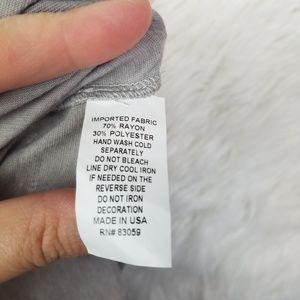 IMPORTED FABRIC
70% RAYON
30% POLYESTER
HAND WASH COLD
SEPARATELY
DO NOT BLEACH
LINE DRY COOL IRON
IF NEEDED ON THE
REVERSE SIDE
DO NOT IRON
DECORATION
MADE IN USA
RN# 83059